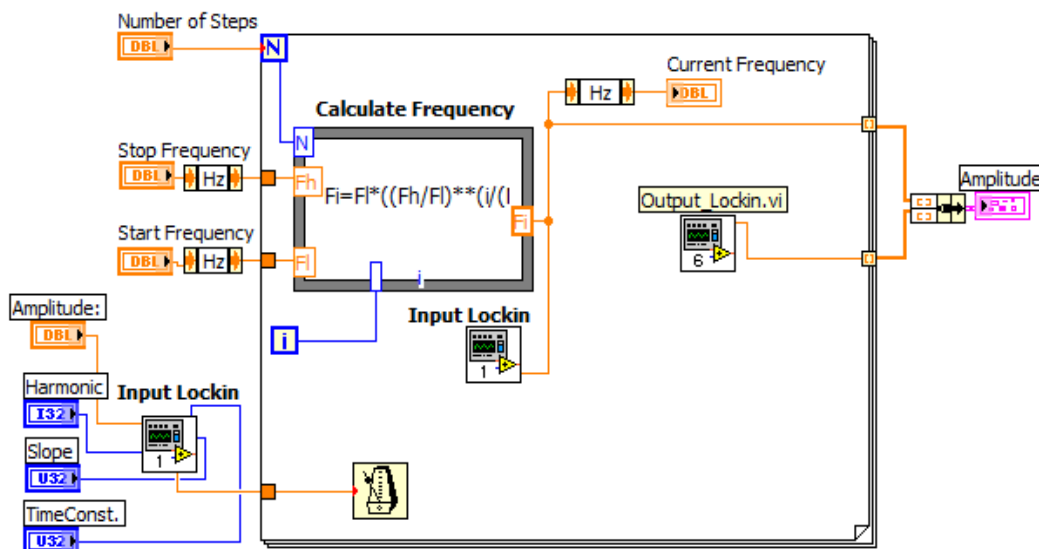 Number of Steps
DBL
N
Current Frequency
Hz
DBL
Calculate Frequency
N
Stop Frequency
DBL
Hz
Fh
Fi=Fl*((Fh/Fl)**(i/(
Fi
Output_Lockin.vi
6
Amplitude
Start Frequency
DBL
Hz
Fl
i
i
Input Lockin
1
Amplitude:
DBL
Harmonic
I32
Input Lockin
1
Slope
U32
TimeConst.
U32